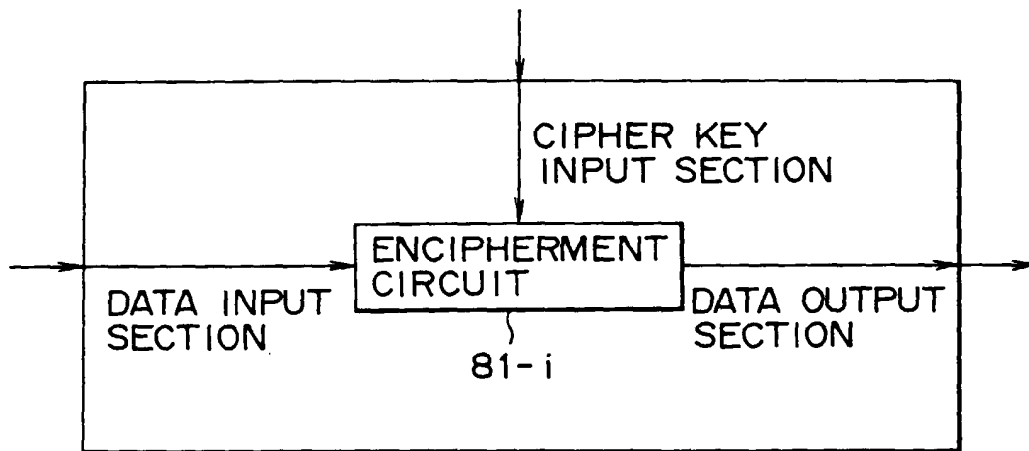 CIPHER KEY
INPUT SECTION
ENCIPHERMENT
CIRCUIT
DATA INPUT
SECTION
DATA OUTPUT
SECTION
81-i